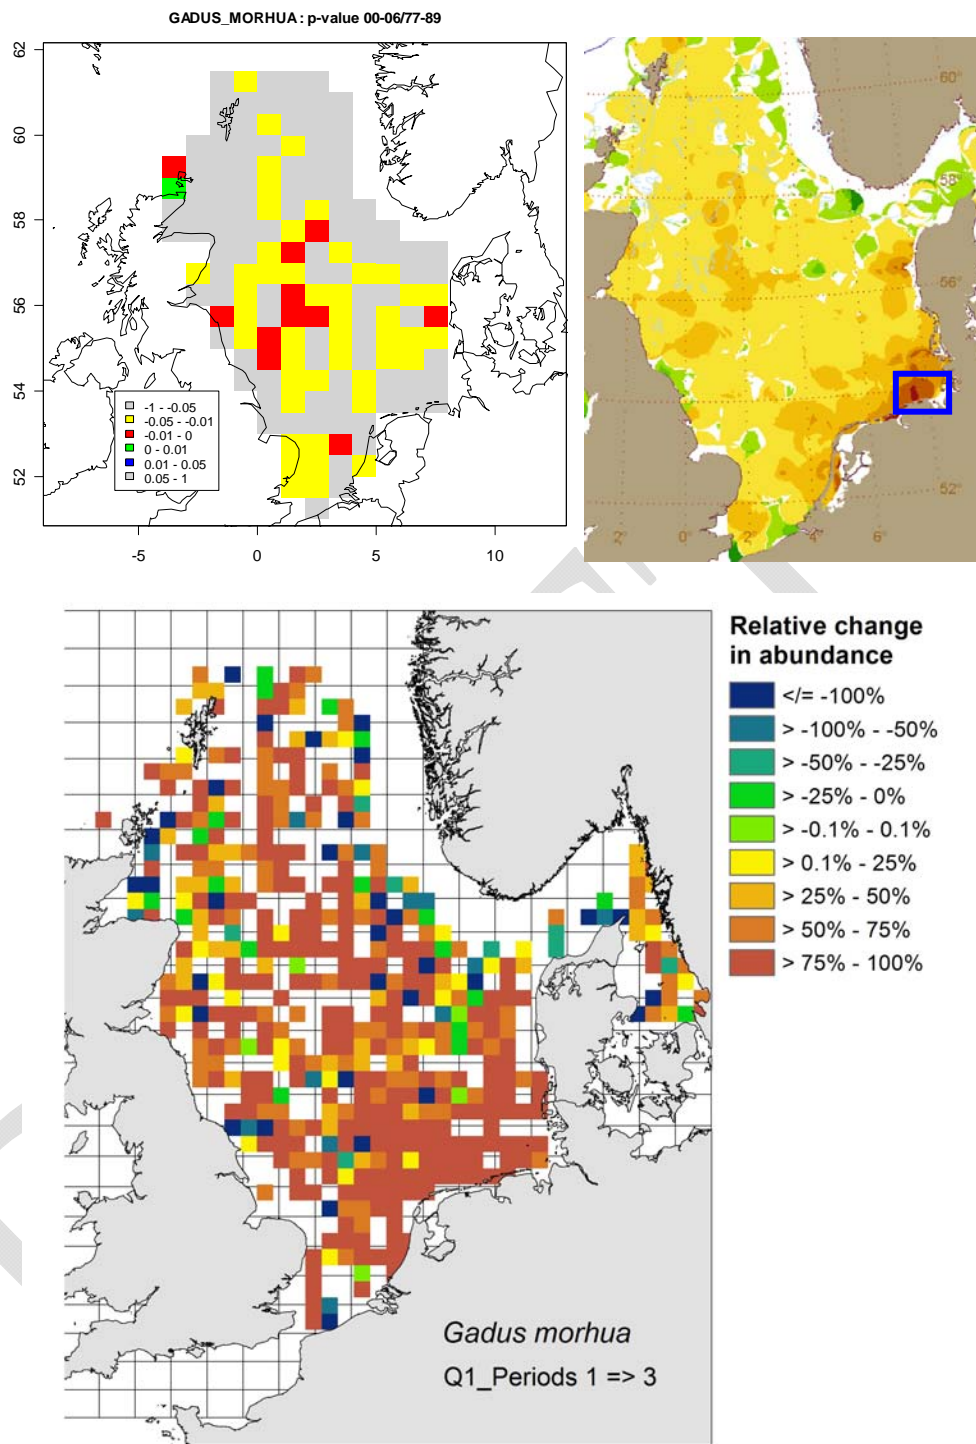 GADUS_MORHUA : p-value 00-06/77-89
62
60
58
56
54
52
-5
0
5
10
-1 - -0.05
-0.05 - -0.01
-0.01 - 0
0 - 0.01
0.01 - 0.05
0.05 - 1
60°
58°
56°
52°
2°
0°
2°
4°
6°
Relative change
in abundance
</= -100%
> -100% - -50%
> -50% - -25%
> -25% - 0%
> -0.1% - 0.1%
> 0.1% - 25%
> 25% - 50%
> 50% - 75%
> 75% - 100%
Gadus morhua
Q1_Periods 1 => 3